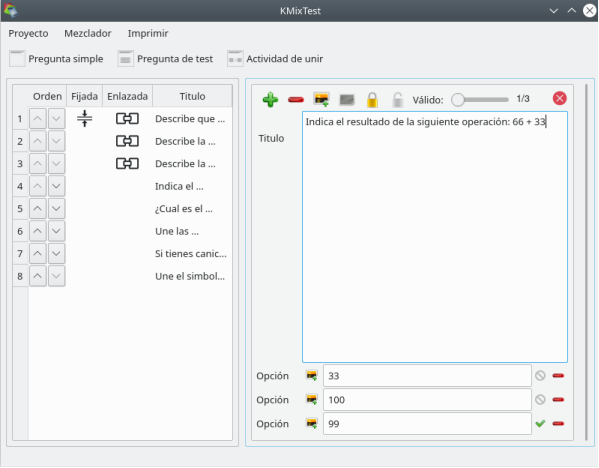 KMixTest
Proyecto Mezclador Imprimir
Pregunta simple Pregunta de test Actividad de unir
Orden Fijada Enlazada Titulo
1 Describe que ...
2 Describe la ...
3 Describe la ...
4 Indica el ...
5 ¿Cual es el ...
6 Une las ...
7 Si tienes canic...
8 Une el simbol...
Válido: 1/3
Titulo
Indica el resultado de la siguiente operación: 66 + 33
Opción 33
Opción 100
Opción 99